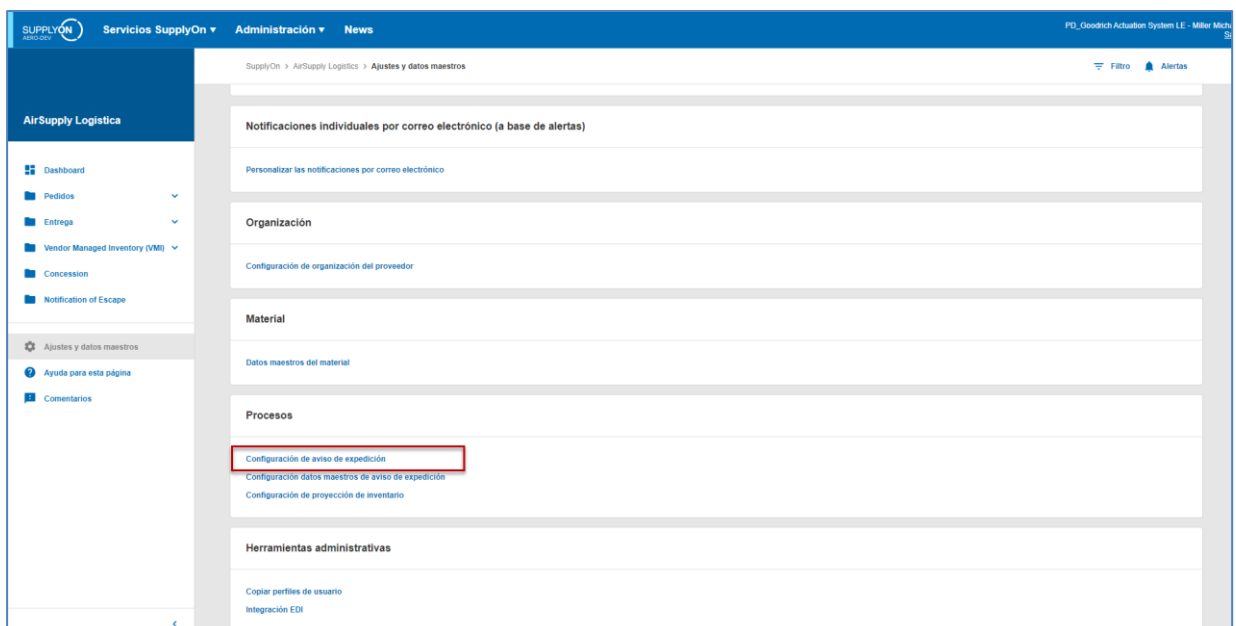 SUPPLYON
AERO-DEV
Servicios SupplyOn ▾ Administración ▾ News
PD_Goodrich Actuation System LE - Miller
SupplyOn > AirSupply Logistics > Ajustes y datos maestros
Filtro Alertas
AirSupply Logística
Dashboard
Pedidos
Entrega
Vendor Managed Inventory (VMI)
Concession
Notification of Escape
Ajustes y datos maestros
Ayuda para esta página
Comentarios
Notificaciones individuales por correo electrónico (a base de alertas)
Personalizar las notificaciones por correo electrónico
Organización
Configuración de organización del proveedor
Material
Datos maestros del material
Procesos
Configuración de aviso de expedición
Configuración datos maestros de aviso de expedición
Configuración de proyección de inventario
Herramientas administrativas
Copiar perfiles de usuario
Integración EDI